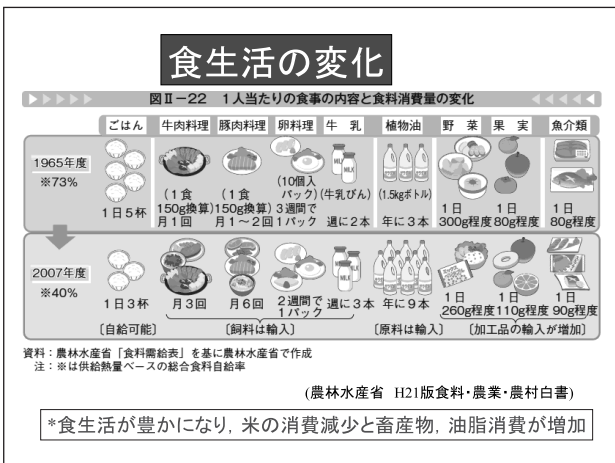 食生活の変化
図Ⅱ－22　1人当たりの食事の内容と食料消費量の変化
ごはん 牛肉料理 豚肉料理 卵料理 牛乳 植物油 野菜 果実 魚介類
1965年度
※73%
1日5杯
(1食
150g換算)
月1回
(1食
150g換算)
月1～2回
(10個入
パック)
3週間で
1パック
(牛乳びん)
週に2本
(1.5kgボトル)
年に3本
1日
300g程度
1日
80g程度
1日
80g程度
2007年度
※40%
1日3杯
月3回
月6回
2週間で
1パック
週に3本
年に9本
1日
260g程度
1日
110g程度
1日
90g程度
〔自給可能〕 〔飼料は輸入〕 〔原料は輸入〕 〔加工品の輸入が増加〕
資料：農林水産省「食料需給表」を基に農林水産省で作成
注：※は供給熱量ベースの総合食料自給率
(農林水産省　H21版食料・農業・農村白書)
*食生活が豊かになり, 米の消費減少と畜産物, 油脂消費が増加